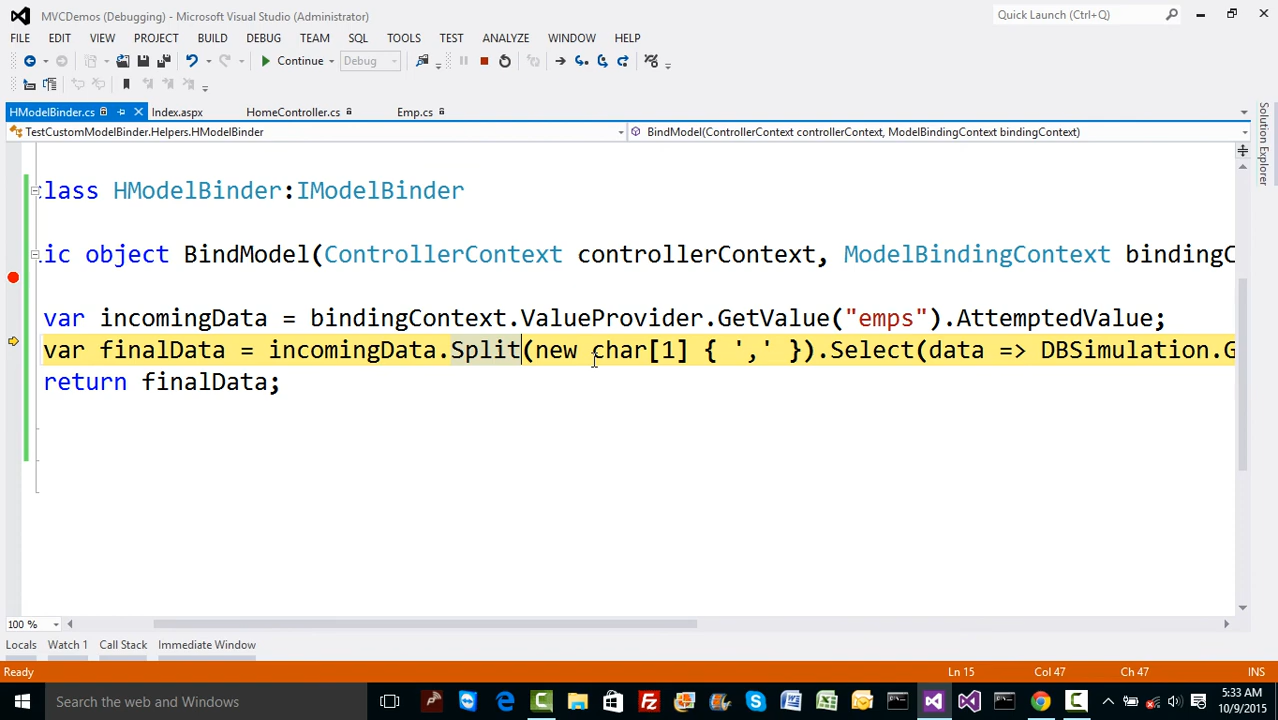 MVCDemos (Debugging) - Microsoft Visual Studio (Administrator)
Quick Launch (Ctrl+Q)
FILE EDIT VIEW PROJECT BUILD DEBUG TEAM SQL TOOLS TEST ANALYZE WINDOW HELP
Continue Debug
HModelBinder.cs Index.aspx HomeController.cs Emp.cs
TestCustomModelBinder.Helpers.HModelBinder BindModel(ControllerContext controllerContext, ModelBindingContext bindingContext)
Solution Explorer
lass HModelBinder:IModelBinder
ic object BindModel(ControllerContext controllerContext, ModelBindingContext bindingC
var incomingData = bindingContext.ValueProvider.GetValue("emps").AttemptedValue;
var finalData = incomingData.Split(new char[1] { ',' }).Select(data => DBSimulation.G
return finalData;
100 %
Locals Watch 1 Call Stack Immediate Window
Ready Ln 15 Col 47 Ch 47 INS
Search the web and Windows
5:33 AM
10/9/2015